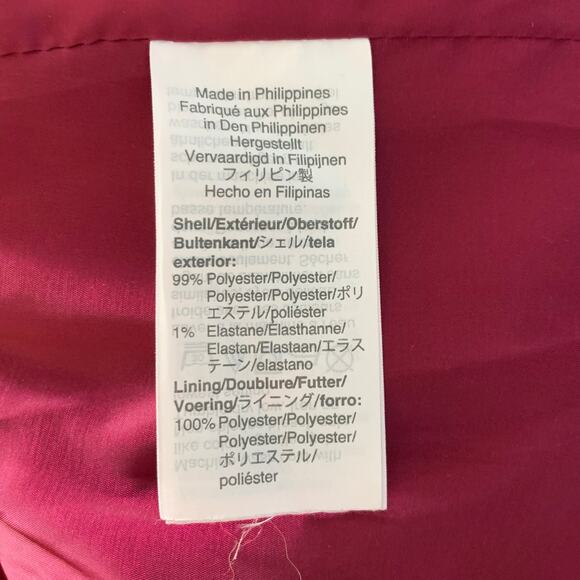 Made in Philippines
Fabriqué aux Philippines
in Den Philippinen
Hergestellt
Vervaardigd in Filipijnen
フィリピン製
Hecho en Filipinas
Shell/Extérieur/Oberstoff/
Buitenkant/シェル/tela
exterior:
99% Polyester/Polyester/
Polyester/Polyester/ポリ
エステル/poliéster
1% Elastane/Elasthanne/
Elastan/Elastaan/エラス
テーン/elastano
Lining/Doublure/Futter/
Voering/ライニング/forro:
100% Polyester/Polyester/
Polyester/Polyester/
ポリエステル/
poliéster